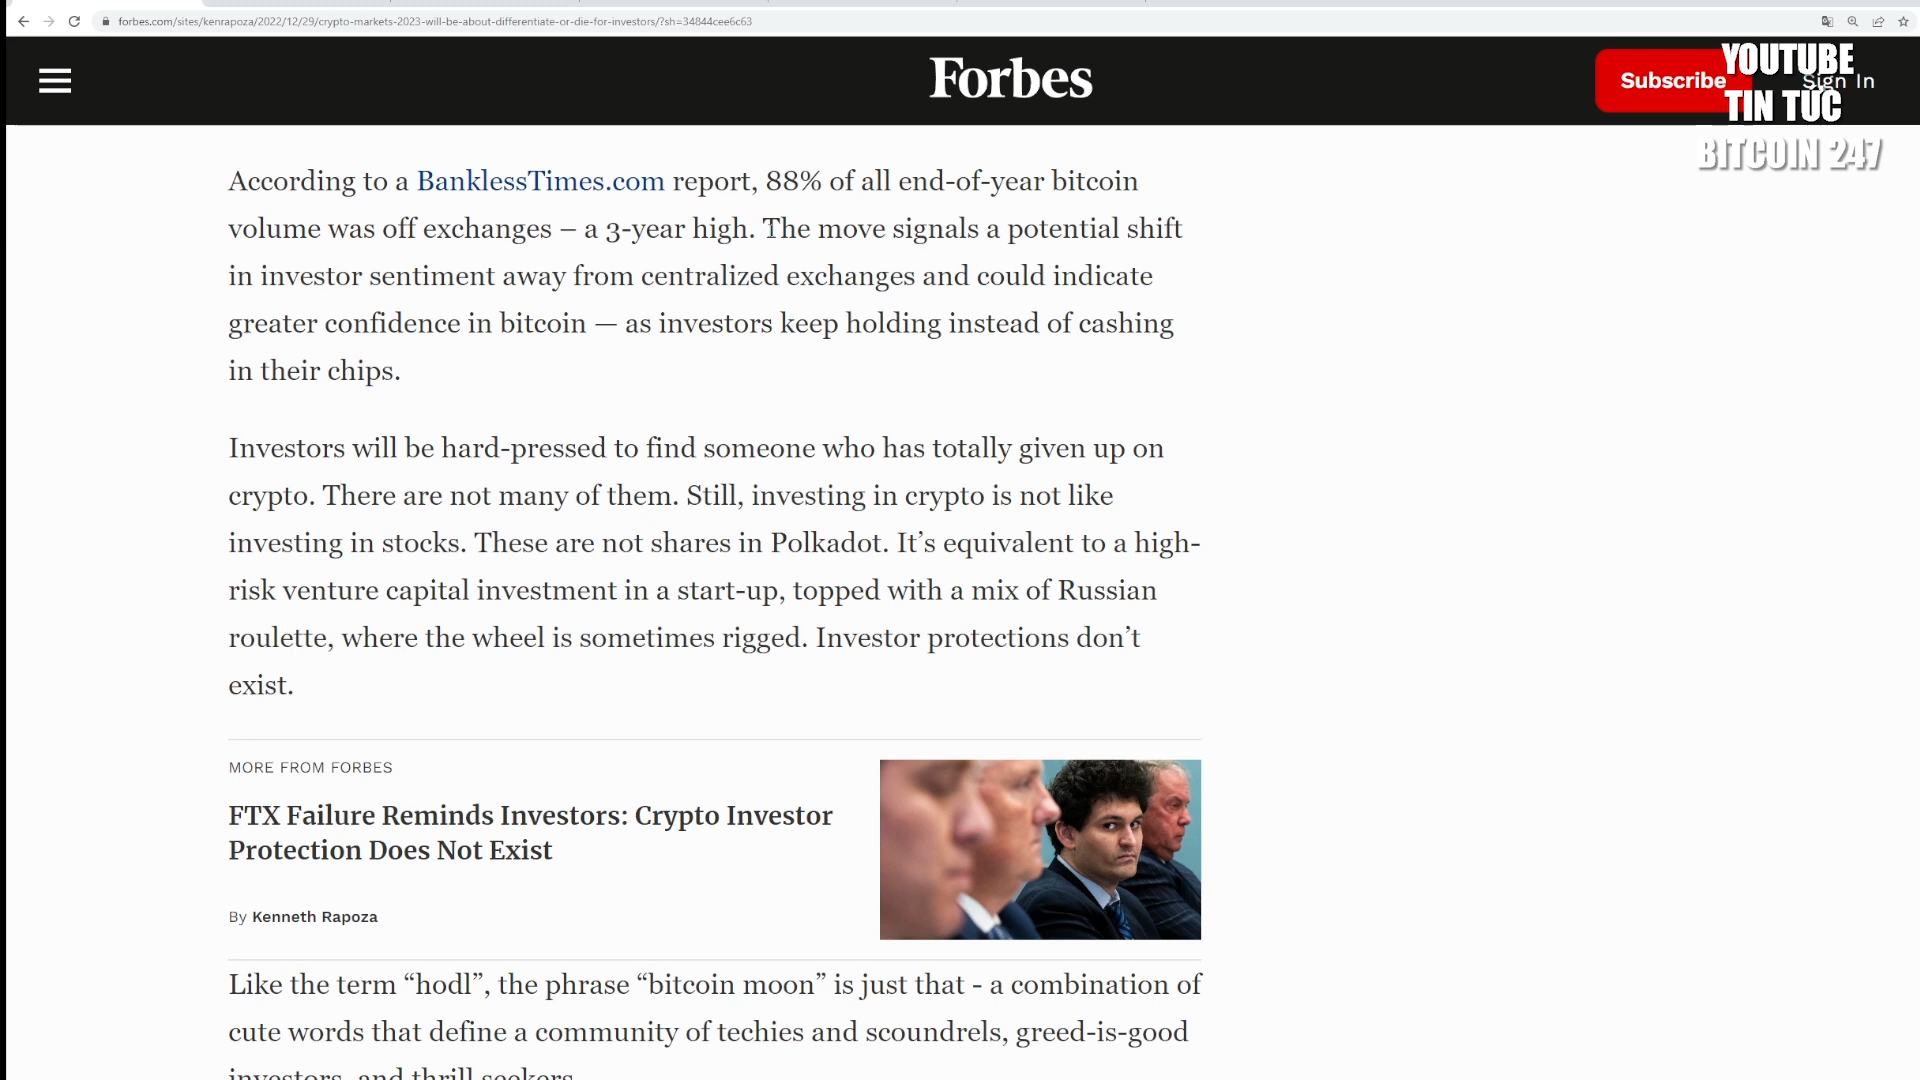 forbes.com/sites/kenrapoza/2022/12/29/crypto-markets-2023-will-be-about-differentiate-or-die-for-investors/?sh=34844cee6c63
Forbes
Subscribe
Sign In
YOUTUBE
TIN TUC
BITCOIN 247
According to a BanklessTimes.com report, 88% of all end-of-year bitcoin
volume was off exchanges – a 3-year high. The move signals a potential shift
in investor sentiment away from centralized exchanges and could indicate
greater confidence in bitcoin — as investors keep holding instead of cashing
in their chips.
Investors will be hard-pressed to find someone who has totally given up on
crypto. There are not many of them. Still, investing in crypto is not like
investing in stocks. These are not shares in Polkadot. It’s equivalent to a high-
risk venture capital investment in a start-up, topped with a mix of Russian
roulette, where the wheel is sometimes rigged. Investor protections don’t
exist.
MORE FROM FORBES
FTX Failure Reminds Investors: Crypto Investor
Protection Does Not Exist
By Kenneth Rapoza
Like the term “hodl”, the phrase “bitcoin moon” is just that - a combination of
cute words that define a community of techies and scoundrels, greed-is-good
investors, and thrill seekers.